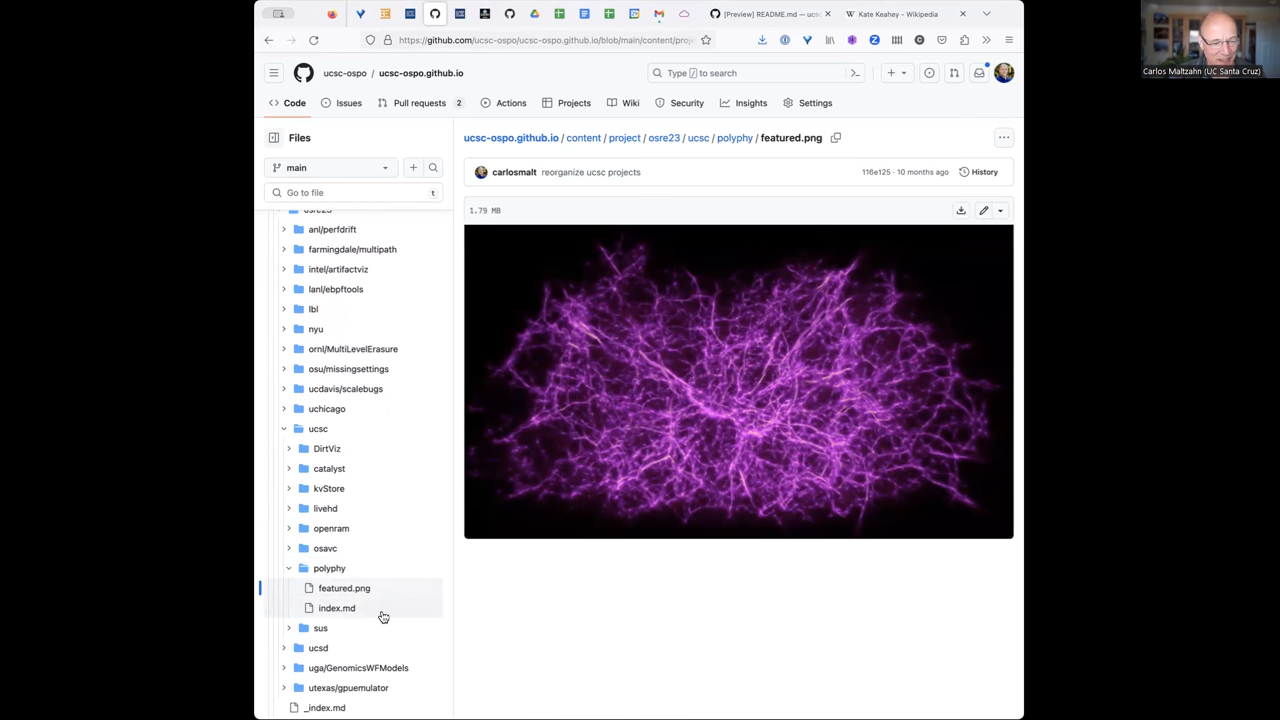 [Preview] README.md — ucsc
Kate Keahey - Wikipedia
https://github.com/ucsc-ospo/ucsc-ospo.github.io/blob/main/content/proje
ucsc-ospo / ucsc-ospo.github.io
Type / to search
Code
Issues
Pull requests 2
Actions
Projects
Wiki
Security
Insights
Settings
Files
ucsc-ospo.github.io / content / project / osre23 / ucsc / polyphy / featured.png
main
carlosmalt reorganize ucsc projects
116e125 · 10 months ago
History
Go to file
t
1.79 MB
osre23
anl/perfdrift
farmingdale/multipath
intel/artifactviz
lanl/ebpftools
lbl
nyu
ornl/MultiLevelErasure
osu/missingsettings
ucdavis/scalebugs
uchicago
ucsc
DirtViz
catalyst
kvStore
livehd
openram
osavc
polyphy
featured.png
index.md
sus
ucsd
uga/GenomicsWFModels
utexas/gpuemulator
_index.md
Carlos Maltzahn (UC Santa Cruz)